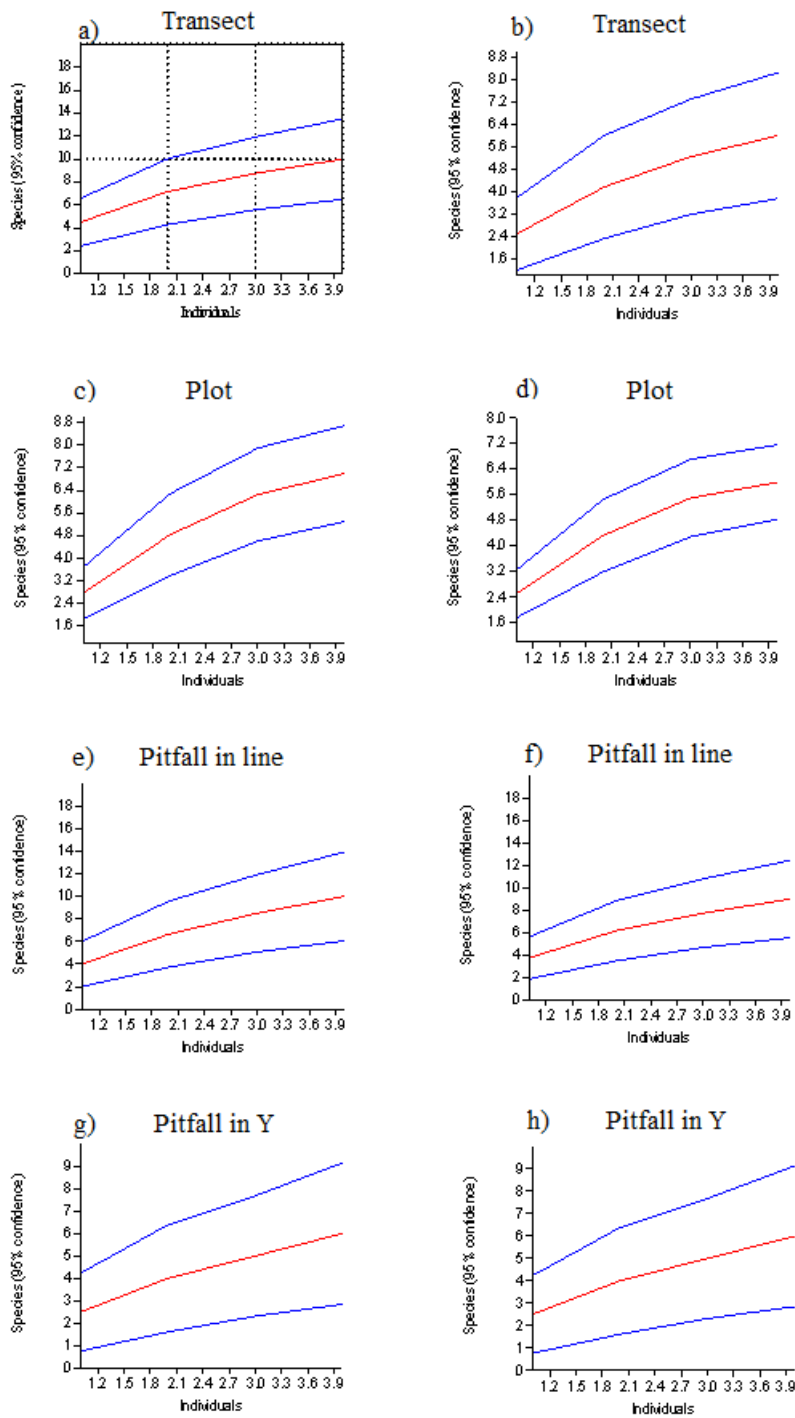 a) Transect
Species (95% confidence)
18
16
14
12
10
8
6
4
2
0
1.2 1.5 1.8 2.1 2.4 2.7 3.0 3.3 3.6 3.9
Individuals
b) Transect
Species (95% confidence)
8.8
8.0
7.2
6.4
5.6
4.8
4.0
3.2
2.4
1.6
1.2 1.5 1.8 2.1 2.4 2.7 3.0 3.3 3.6 3.9
Individuals
c) Plot
Species (95% confidence)
8.8
8.0
7.2
6.4
5.6
4.8
4.0
3.2
2.4
1.6
1.2 1.5 1.8 2.1 2.4 2.7 3.0 3.3 3.6 3.9
Individuals
d) Plot
Species (95% confidence)
8.0
7.2
6.4
5.6
4.8
4.0
3.2
2.4
1.6
1.2 1.5 1.8 2.1 2.4 2.7 3.0 3.3 3.6 3.9
Individuals
e) Pitfall in line
Species (95% confidence)
18
16
14
12
10
8
6
4
2
0
1.2 1.5 1.8 2.1 2.4 2.7 3.0 3.3 3.6 3.9
Individuals
f) Pitfall in line
Species (95% confidence)
18
16
14
12
10
8
6
4
2
0
1.2 1.5 1.8 2.1 2.4 2.7 3.0 3.3 3.6 3.9
Individuals
g) Pitfall in Y
Species (95% confidence)
9
8
7
6
5
4
3
2
1
0
1.2 1.5 1.8 2.1 2.4 2.7 3.0 3.3 3.6 3.9
Individuals
h) Pitfall in Y
Species (95% confidence)
9
8
7
6
5
4
3
2
1
0
1.2 1.5 1.8 2.1 2.4 2.7 3.0 3.3 3.6 3.9
Individuals